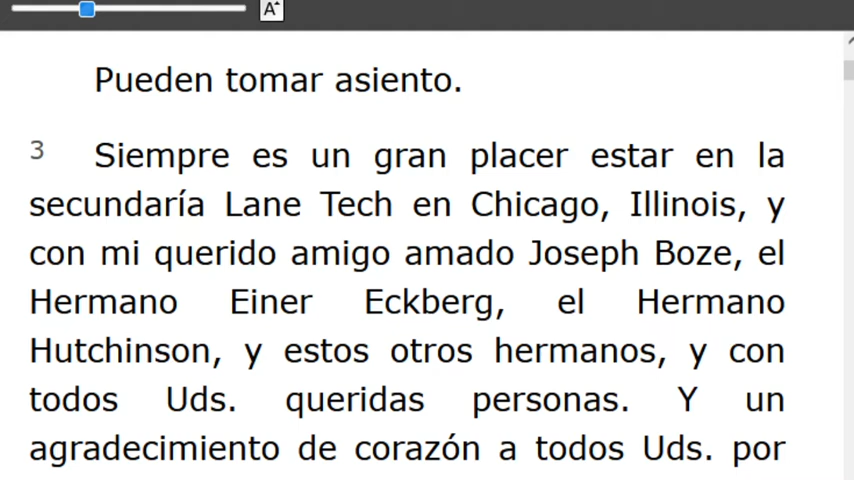 A
Pueden tomar asiento.
3 Siempre es un gran placer estar en la
secundaría Lane Tech en Chicago, Illinois, y
con mi querido amigo amado Joseph Boze, el
Hermano Einer Eckberg, el Hermano
Hutchinson, y estos otros hermanos, y con
todos Uds. queridas personas. Y un
agradecimiento de corazón a todos Uds. por